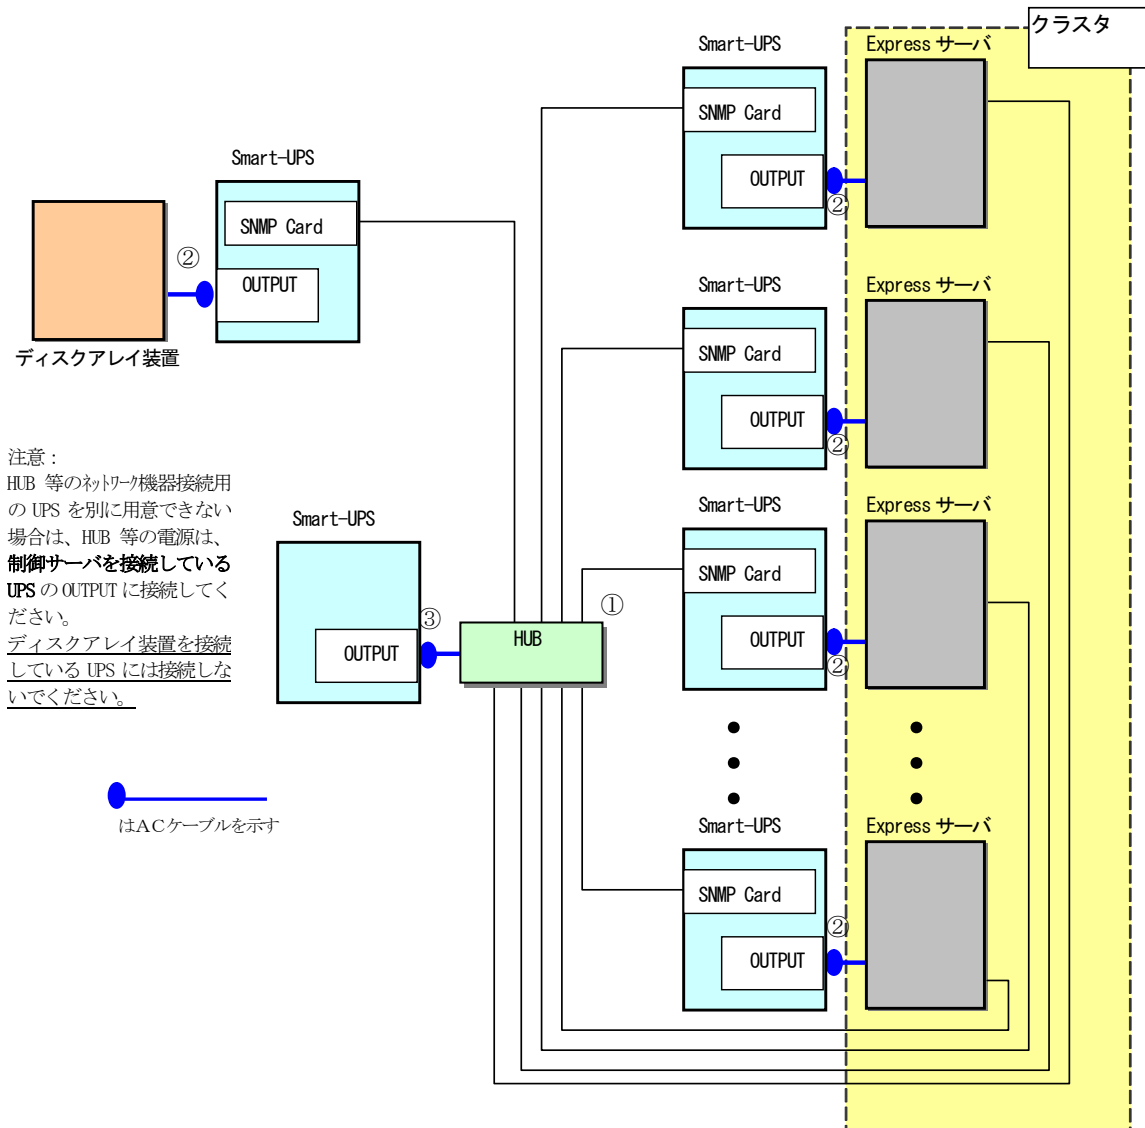 クラスタ
Smart-UPS
Express サーバ
SNMP Card
OUTPUT
②
Smart-UPS
SNMP Card
②
OUTPUT
ディスクアレイ装置
Smart-UPS
Express サーバ
SNMP Card
OUTPUT
②
注意：
HUB 等のネットワーク機器接続用
の UPS を別に用意できない
場合は、HUB 等の電源は、
制御サーバを接続している
UPS の OUTPUT に接続してく
ださい。
ディスクアレイ装置を接続
している UPS には接続しな
いでください。
Smart-UPS
③
OUTPUT
HUB
①
Smart-UPS
Express サーバ
SNMP Card
OUTPUT
②
はACケーブルを示す
Smart-UPS
Express サーバ
SNMP Card
OUTPUT
②